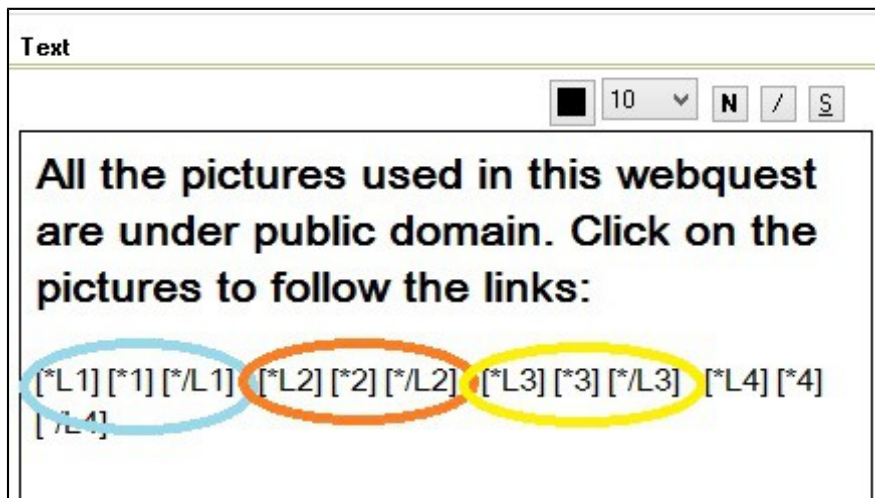 Text
10 N / S
All the pictures used in this webquest
are under public domain. Click on the
pictures to follow the links:
[*L1] [*1] [*/L1] [*L2] [*2] [*/L2] [*L3] [*3] [*/L3] [*L4] [*4]
[*/L4]